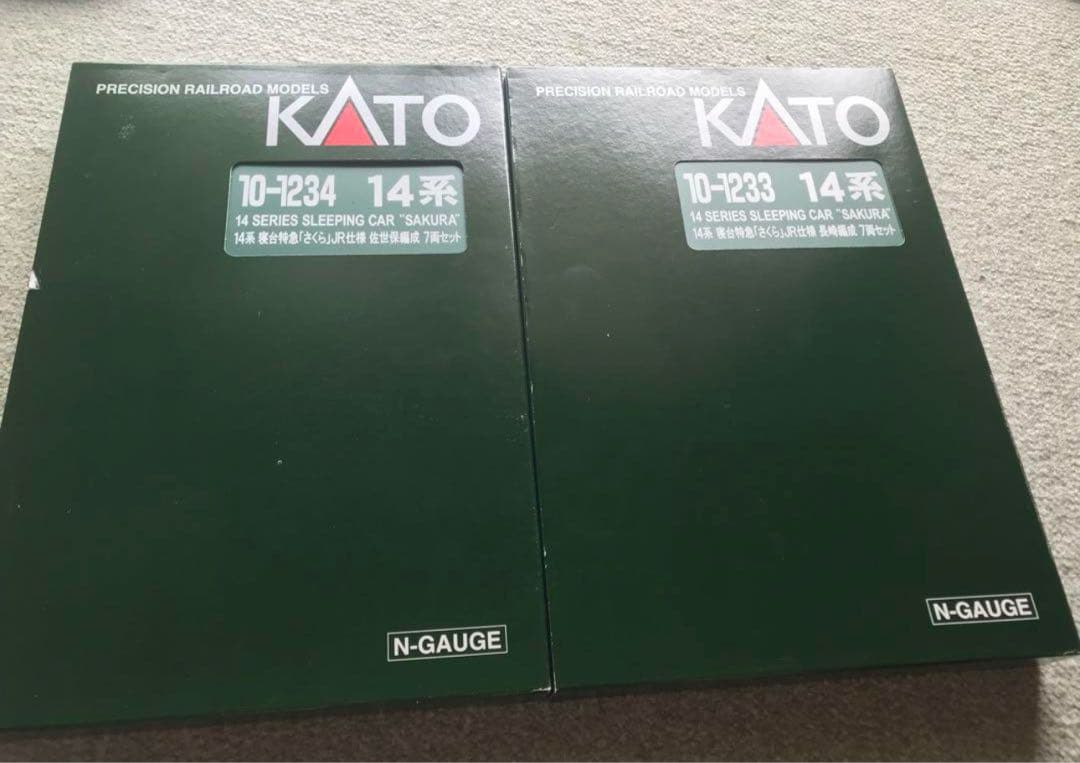 PRECISION RAILROAD MODELS
KATO
10-1234 14系
14 SERIES SLEEPING CAR "SAKURA"
14系 寝台特急「さくら」JR仕様 佐世保編成 7両セット
N-GAUGE
PRECISION RAILROAD MODELS
KATO
10-1233 14系
14 SERIES SLEEPING CAR "SAKURA"
14系 寝台特急「さくら」JR仕様 長崎編成 7両セット
N-GAUGE